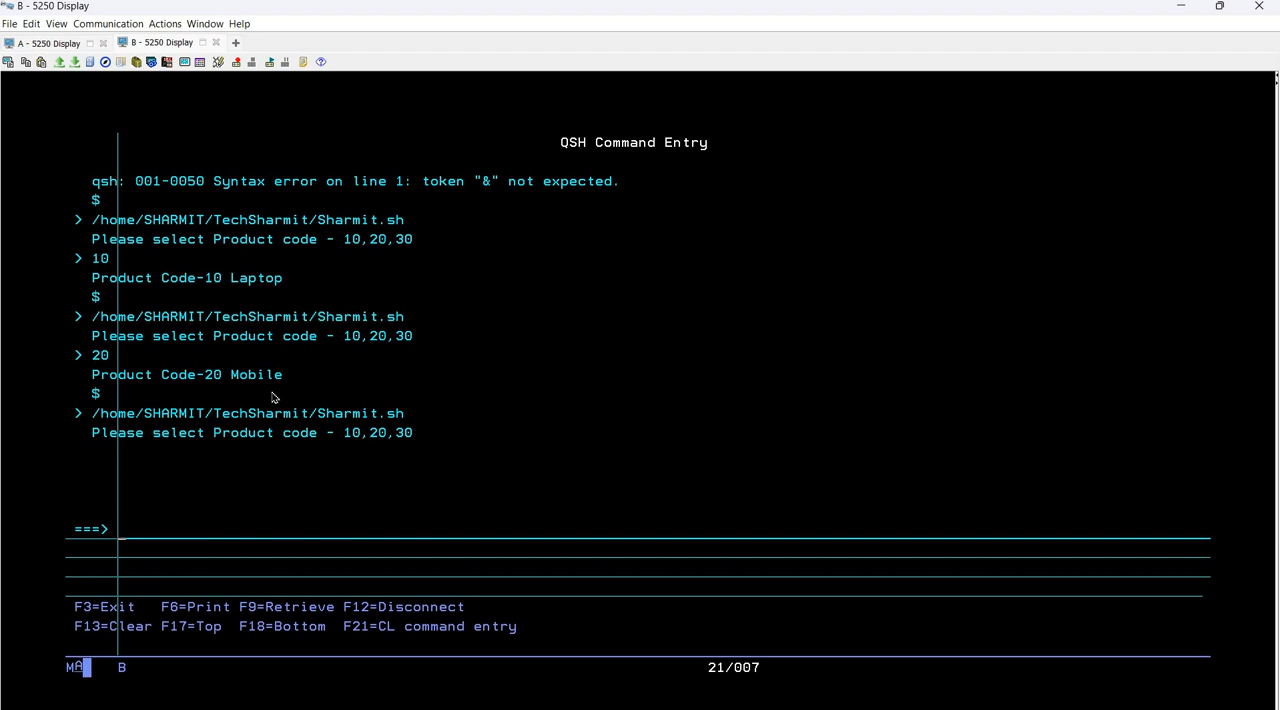 B - 5250 Display
File Edit View Communication Actions Window Help
A - 5250 Display B - 5250 Display
QSH Command Entry
qsh: 001-0050 Syntax error on line 1: token "&" not expected.
$
> /home/SHARMIT/TechSharmit/Sharmit.sh
Please select Product code - 10,20,30
> 10
Product Code-10 Laptop
$
> /home/SHARMIT/TechSharmit/Sharmit.sh
Please select Product code - 10,20,30
> 20
Product Code-20 Mobile
$
> /home/SHARMIT/TechSharmit/Sharmit.sh
Please select Product code - 10,20,30
===>
F3=Exit F6=Print F9=Retrieve F12=Disconnect
F13=Clear F17=Top F18=Bottom F21=CL command entry
MA B 21/007